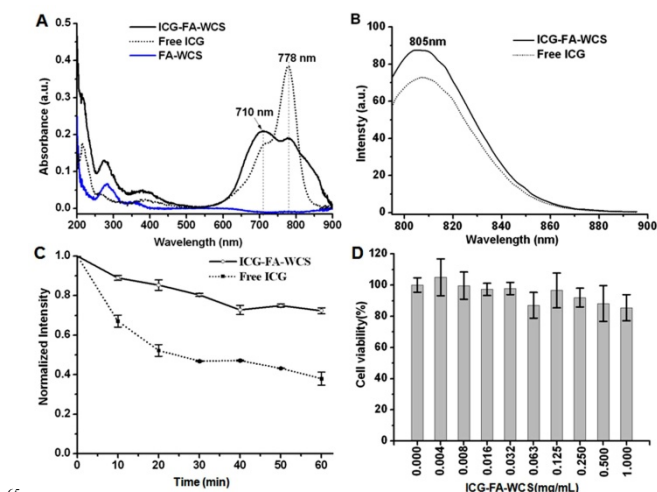 A
ICG-FA-WCS
Free ICG
FA-WCS
778 nm
710 nm
Absorbance (a.u.)
0.5
0.4
0.3
0.2
0.1
0.0
200 300 400 500 600 700 800 900
Wavelength (nm)
B
805nm
ICG-FA-WCS
Free ICG
Intensty (a.u.)
100
80
60
40
20
0
800 820 840 860 880 900
Wavelength (nm)
C
ICG-FA-WCS
Free ICG
Normalized Intensity
1.0
0.8
0.6
0.4
0.2
0.0
0 10 20 30 40 50 60
Time (min)
D
Cell viability(%)
120
100
80
60
40
20
0
0.000 0.004 0.008 0.016 0.032 0.063 0.125 0.250 0.500 1.000
ICG-FA-WCS(mg/mL)
65